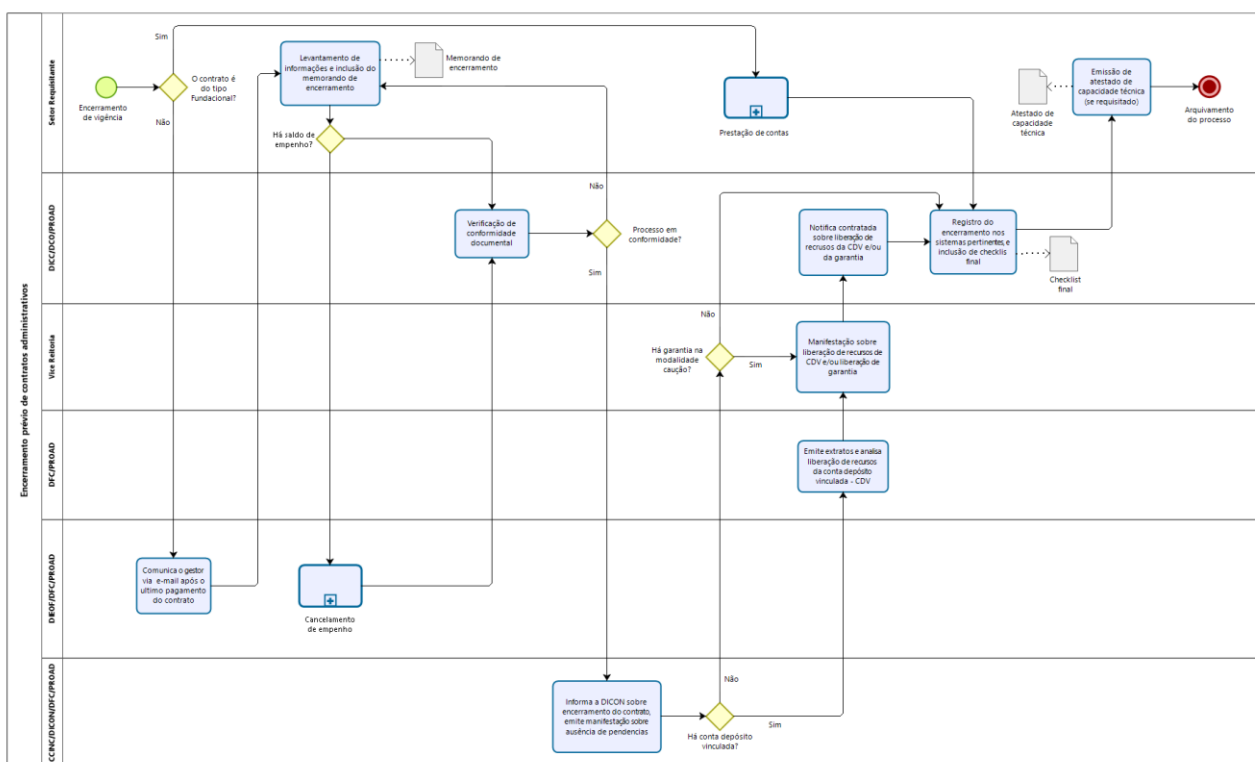 Encerramento prévio de contratos administrativos
Setor Requisitante
Encerramento
de vigência
Sim
O contrato é
do tipo
Fundacional?
Não
Levantamento de
informações e inclusão do
memorando de
encerramento
Memorando de
encerramento
Há saldo de
empenho?
Prestação de contas
Atestado de
capacidade
técnica
Emissão de
atestado de
capacidade técnica
(se requisitado)
Arquivamento
do processo
DICC/DCO/PROAD
Verificação de
conformidade
documental
Não
Processo em
conformidade?
Sim
Notifica contratada
sobre liberação de
recrusos da CDV e/ou
da garantia
Registro do
encerramento nos
sistemas pertinentes, e
inclusão de checklis
final
Checklist
final
Vice Reitoria
Não
Há garantia na
modalidade
caução?
Sim
Manifestação sobre
liberação de recursos de
CDV e/ou liberação de
garantia
DFC/PROAD
Emite extratos e analisa
liberação de recursos
da conta depósito
vinculada - CDV
DIEOF/DFC/PROAD
Comunica o gestor
via e-mail após o
ultimo pagamento
do contrato
Cancelamento
de empenho
CCINC/DICON/DFC/PROAD
Informa a DICON sobre
encerramento do contrato,
emite manifestação sobre
ausência de pendencias
Não
Há conta depósito
vinculada?
Sim